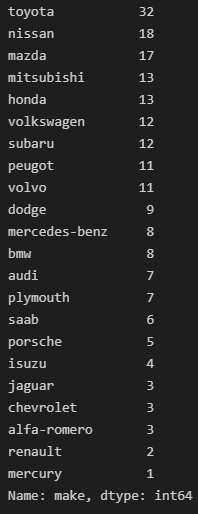 toyota 32
nissan 18
mazda 17
mitsubishi 13
honda 13
volkswagen 12
subaru 12
peugot 11
volvo 11
dodge 9
mercedes-benz 8
bmw 8
audi 7
plymouth 7
saab 6
porsche 5
isuzu 4
jaguar 3
chevrolet 3
alfa-romero 3
renault 2
mercury 1
Name: make, dtype: int64